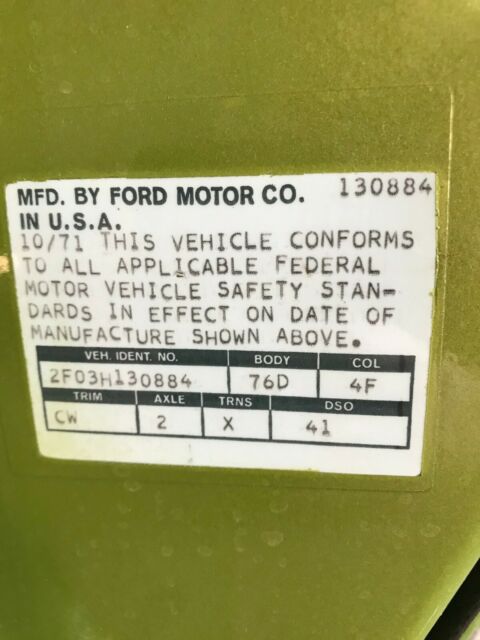 MFD. BY FORD MOTOR CO. 130884
IN U.S.A.
10/71 THIS VEHICLE CONFORMS
TO ALL APPLICABLE FEDERAL
MOTOR VEHICLE SAFETY STAN-
DARDS IN EFFECT ON DATE OF
MANUFACTURE SHOWN ABOVE.
VEH. IDENT. NO. BODY COL
2F03H130884 76D 4F
TRIM AXLE TRNS DSO
CW 2 X 41